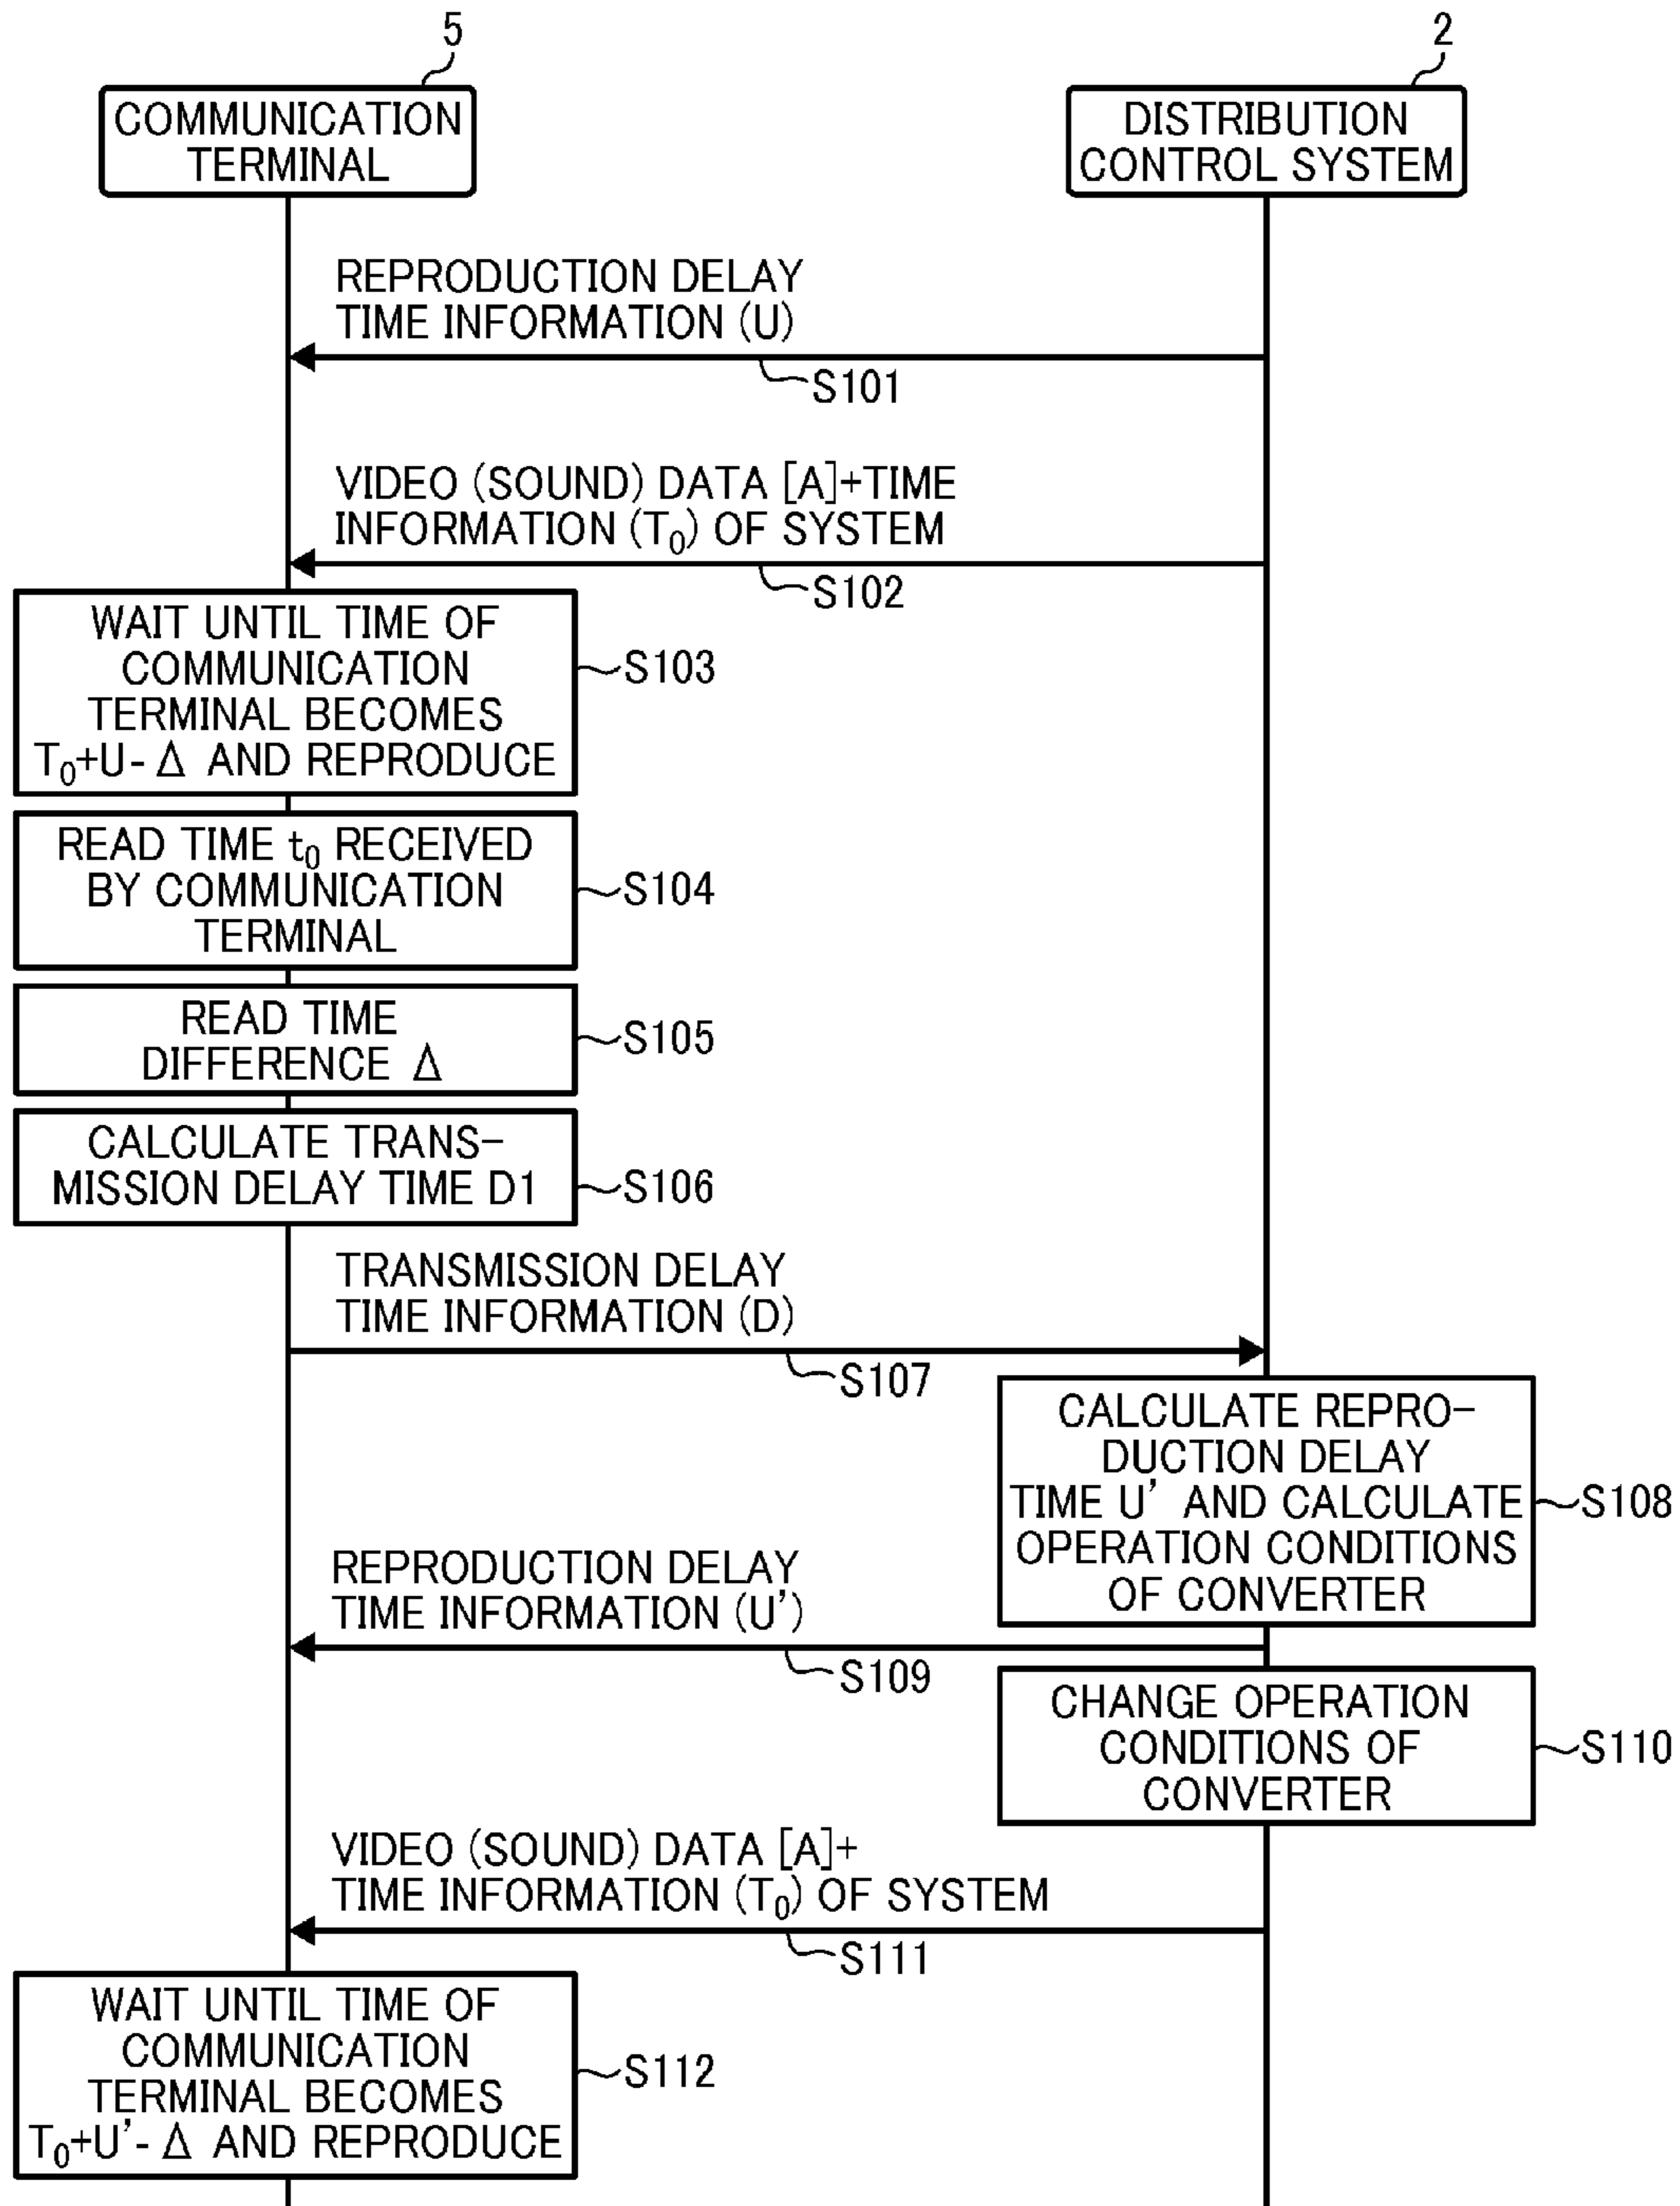 5
2
COMMUNICATION
TERMINAL
DISTRIBUTION
CONTROL SYSTEM
REPRODUCTION DELAY
TIME INFORMATION (U)
S101
VIDEO (SOUND) DATA [A]+TIME
INFORMATION (T₀) OF SYSTEM
S102
WAIT UNTIL TIME OF
COMMUNICATION
TERMINAL BECOMES
T₀+U-Δ AND REPRODUCE
S103
READ TIME t₀ RECEIVED
BY COMMUNICATION
TERMINAL
S104
READ TIME
DIFFERENCE Δ
S105
CALCULATE TRANS-
MISSION DELAY TIME D1
S106
TRANSMISSION DELAY
TIME INFORMATION (D)
S107
CALCULATE REPRO-
DUCTION DELAY
TIME U' AND CALCULATE
OPERATION CONDITIONS
OF CONVERTER
S108
REPRODUCTION DELAY
TIME INFORMATION (U')
S109
CHANGE OPERATION
CONDITIONS OF
CONVERTER
S110
VIDEO (SOUND) DATA [A]+
TIME INFORMATION (T₀) OF SYSTEM
S111
WAIT UNTIL TIME OF
COMMUNICATION
TERMINAL BECOMES
T₀+U'-Δ AND REPRODUCE
S112